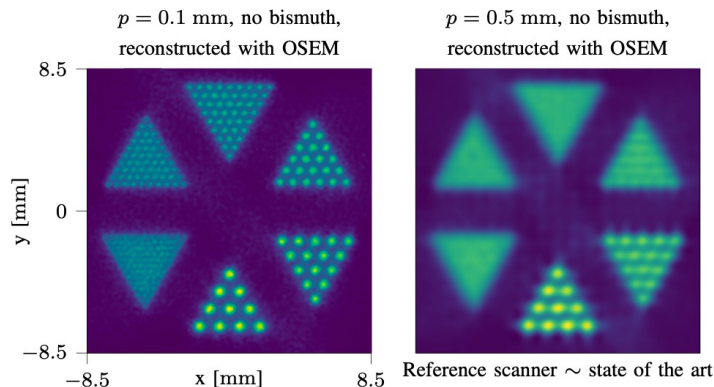 p = 0.1 mm, no bismuth,
reconstructed with OSEM
p = 0.5 mm, no bismuth,
reconstructed with OSEM
8.5
0
−8.5
y [mm]
−8.5
x [mm]
8.5
Reference scanner ∼ state of the art